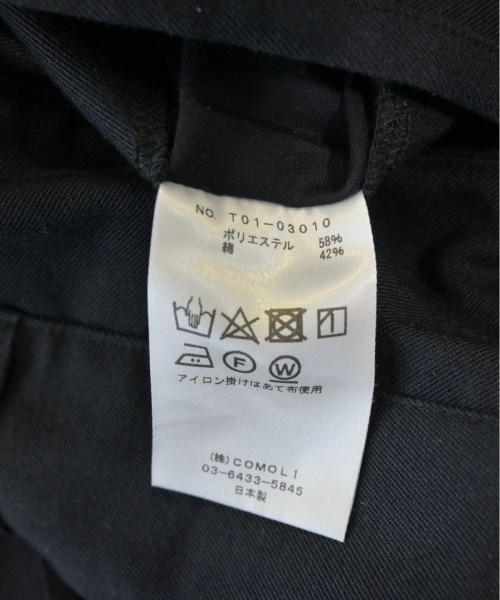 NO. T01-03010
ポリエステル 58%
綿 42%
アイロン掛けはあて布使用
(株)COMOLI
03-6433-5845
日本製